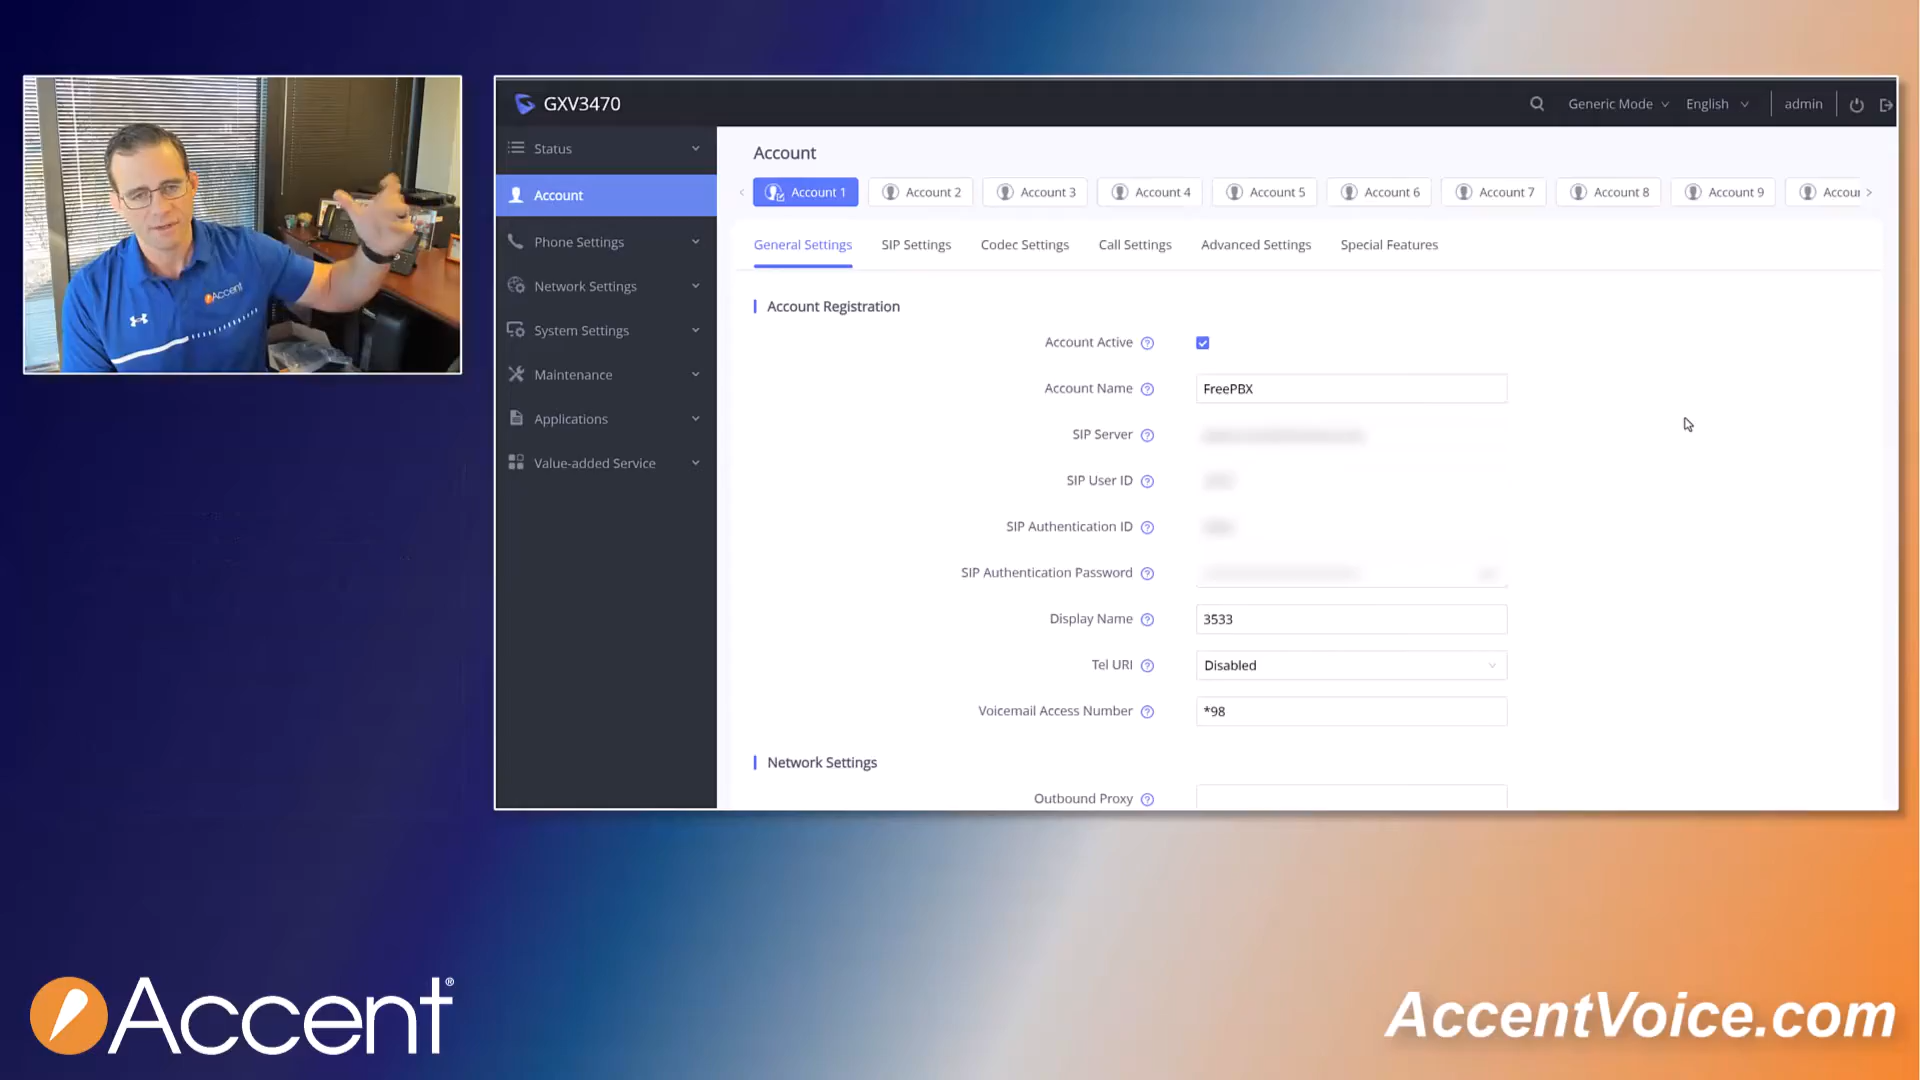 GXV3470
Generic Mode
English
admin
Status
Account
Phone Settings
Network Settings
System Settings
Maintenance
Applications
Value-added Service
Account
Account 1
Account 2
Account 3
Account 4
Account 5
Account 6
Account 7
Account 8
Account 9
General Settings
SIP Settings
Codec Settings
Call Settings
Advanced Settings
Special Features
Account Registration
Account Active
Account Name
FreePBX
SIP Server
SIP User ID
SIP Authentication ID
SIP Authentication Password
Display Name
3533
Tel URI
Disabled
Voicemail Access Number
*98
Network Settings
Outbound Proxy
Accent
Accent®
AccentVoice.com